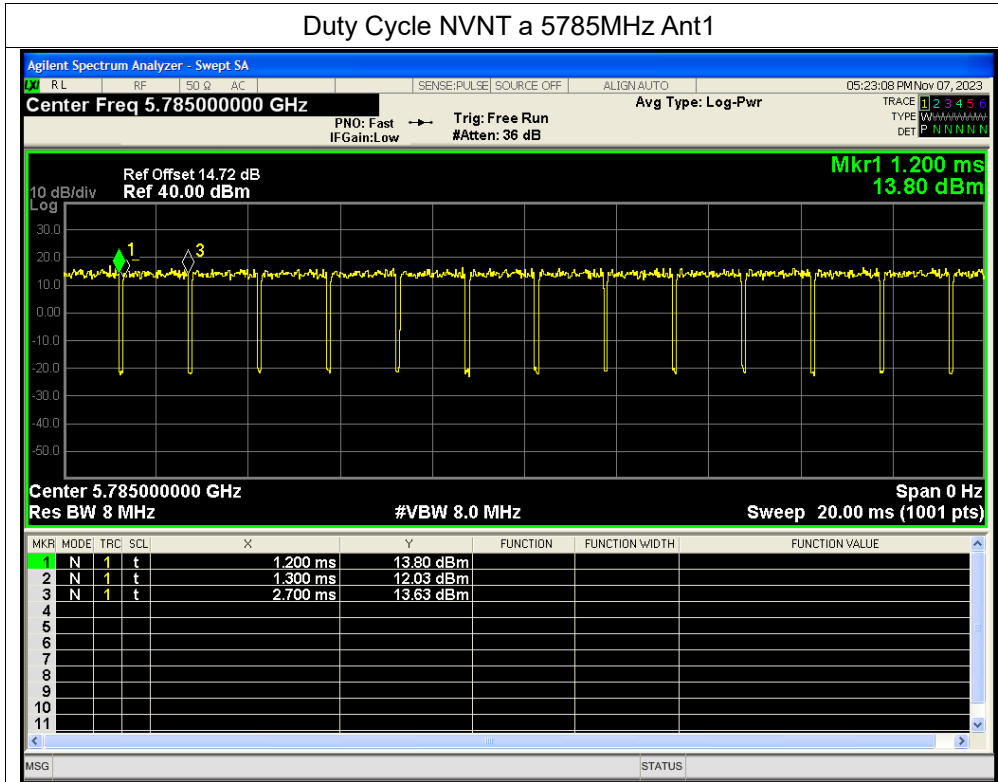 Duty Cycle NVNT a 5785MHz Ant1
Agilent Spectrum Analyzer - Swept SA
LXI RL RF 50 Ω AC SENSE:PULSE SOURCE OFF ALIGN AUTO 05:23:08 PM Nov 07, 2023
Center Freq 5.785000000 GHz Avg Type: Log-Pwr TRACE 1 2 3 4 5 6
PNO: Fast Trig: Free Run TYPE WWWWWW
IFGain:Low #Atten: 36 dB DET P N N N N N
Mkr1 1.200 ms
13.80 dBm
Ref Offset 14.72 dB
10 dB/div Ref 40.00 dBm
Log
30.0
20.0
10.0
0.00
-10.0
-20.0
-30.0
-40.0
-50.0
1
3
Center 5.785000000 GHz Span 0 Hz
Res BW 8 MHz #VBW 8.0 MHz Sweep 20.00 ms (1001 pts)
MKR MODE TRC SCL X Y FUNCTION FUNCTION WIDTH FUNCTION VALUE
1 N 1 t 1.200 ms 13.80 dBm
2 N 1 t 1.300 ms 12.03 dBm
3 N 1 t 2.700 ms 13.63 dBm
4
5
6
7
8
9
10
11
MSG STATUS